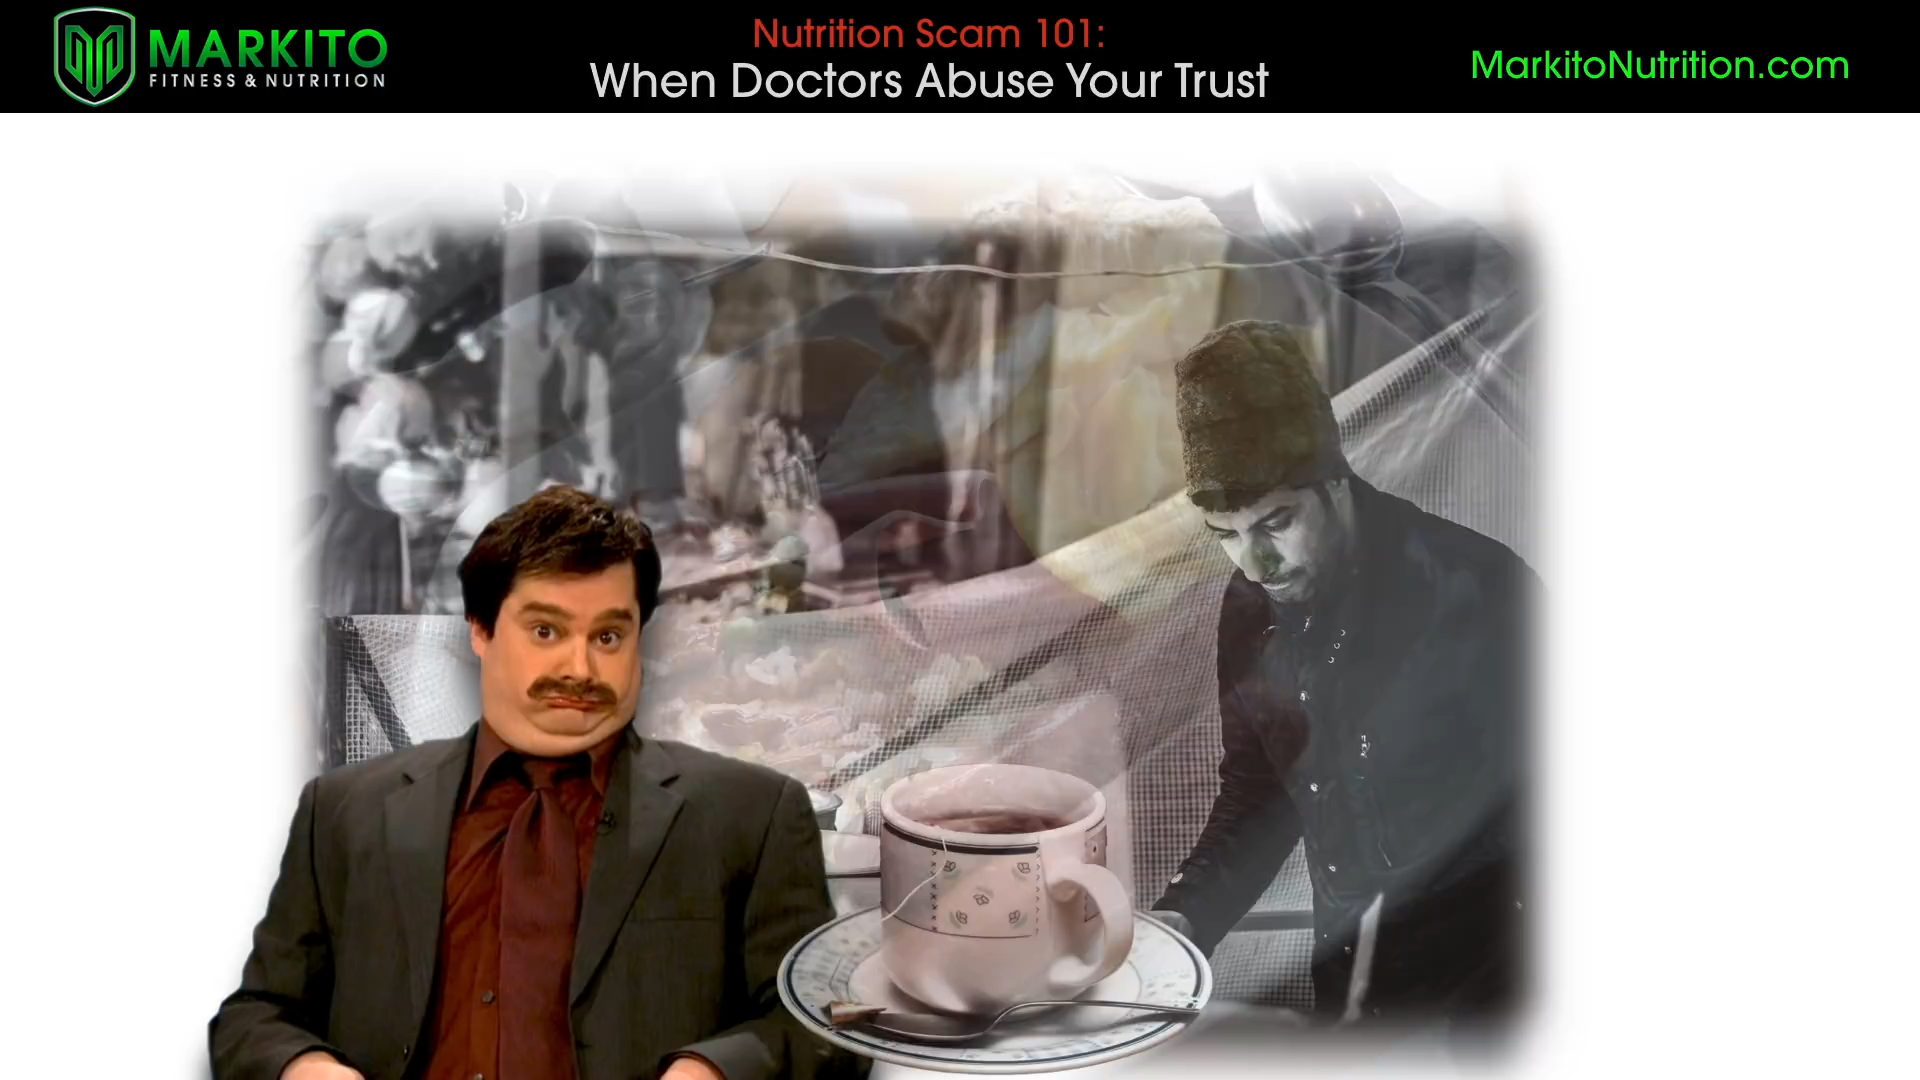 MARKITO
FITNESS & NUTRITION
Nutrition Scam 101:
When Doctors Abuse Your Trust
MarkitoNutrition.com